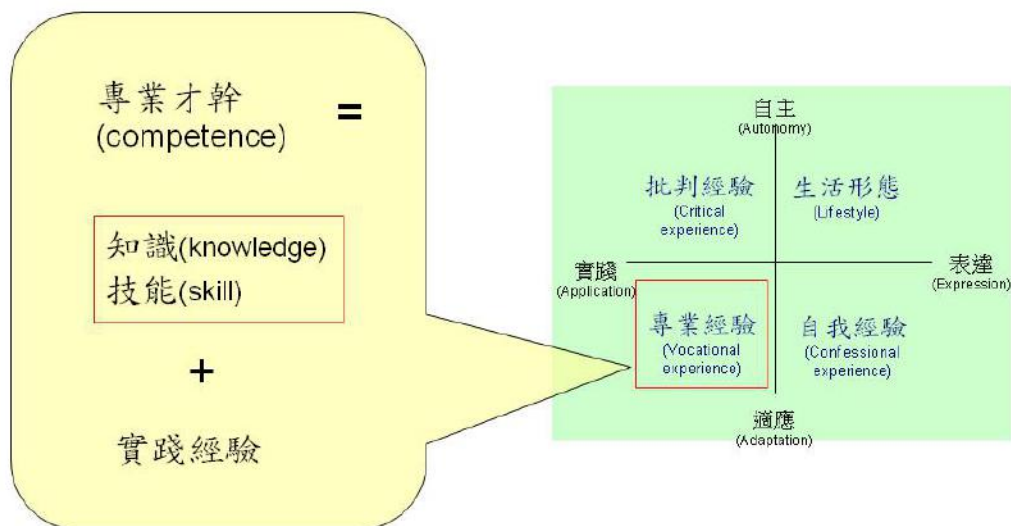 專業才幹 =
(competence)
知識(knowledge)
技能(skill)
+
實踐經驗
自主
(Autonomy)
批判經驗
(Critical
experience)
生活形態
(Lifestyle)
實踐
(Application)
表達
(Expression)
專業經驗
(Vocational
experience)
自我經驗
(Confessional
experience)
適應
(Adaptation)